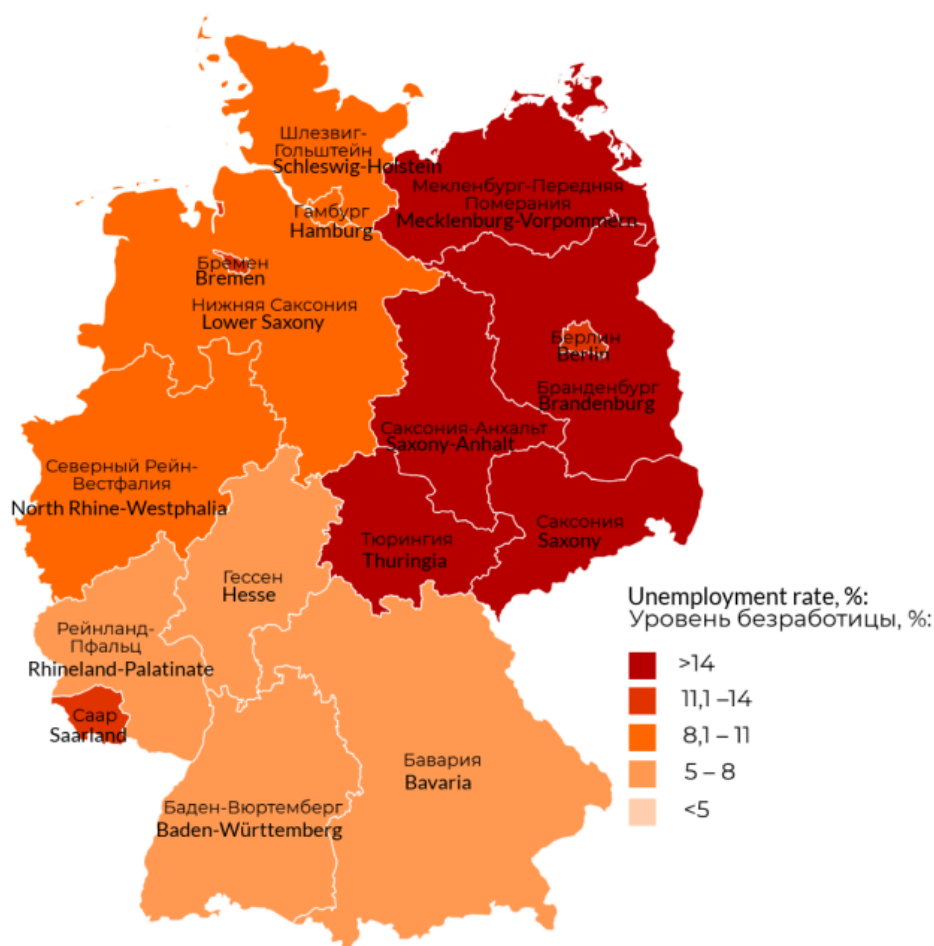 Шлезвиг-
Гольштейн
Schleswig-Holstein
Мекленбург-Передняя
Померания
Mecklenburg-Vorpommern
Гамбург
Hamburg
Бремен
Bremen
Нижняя Саксония
Lower Saxony
Берлин
Berlin
Бранденбург
Brandenburg
Саксония-Анхальт
Saxony-Anhalt
Северный Рейн-
Вестфалия
North Rhine-Westphalia
Саксония
Saxony
Тюрингия
Thuringia
Гессен
Hesse
Рейнланд-
Пфальц
Rhineland-Palatinate
Саар
Saarland
Бавария
Bavaria
Баден-Вюртемберг
Baden-Württemberg
Unemployment rate, %:
Уровень безработицы, %:
>14
11,1 –14
8,1 – 11
5 – 8
<5